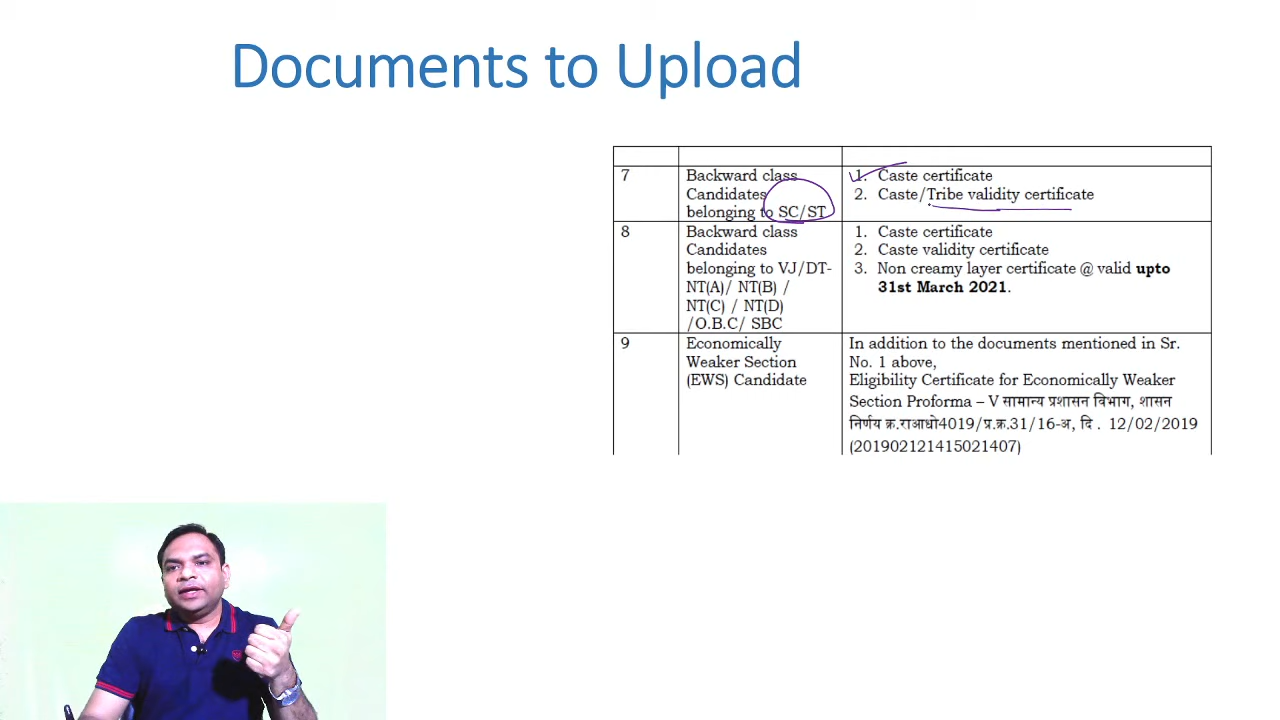 Documents to Upload
7
Backward class
Candidates
belonging to SC/ST
1. Caste certificate
2. Caste/Tribe validity certificate
8
Backward class
Candidates
belonging to VJ/DT-
NT(A)/ NT(B) /
NT(C) / NT(D)
/O.B.C/ SBC
1. Caste certificate
2. Caste validity certificate
3. Non creamy layer certificate @ valid upto
31st March 2021.
9
Economically
Weaker Section
(EWS) Candidate
In addition to the documents mentioned in Sr.
No. 1 above,
Eligibility Certificate for Economically Weaker
Section Proforma – V सामान्य प्रशासन विभाग, शासन
निर्णय क्र.राआधो4019/प्र.क्र.31/16-अ, दि . 12/02/2019
(201902121415021407)